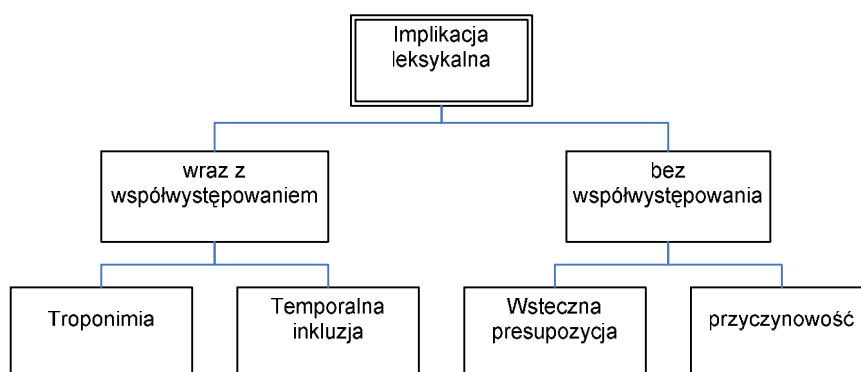 Implikacja
leksykalna
wraz z
współwystępowaniem
bez
współwystępowania
Troponimia
Temporalna
inkluzja
Wsteczna
presupozycja
przyczynowość